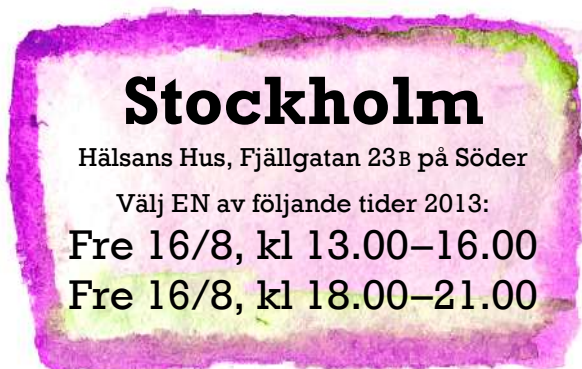 Stockholm
Hälsans Hus, Fjällgatan 23B på Söder
Välj EN av följande tider 2013:
Fre 16/8, kl 13.00–16.00
Fre 16/8, kl 18.00–21.00